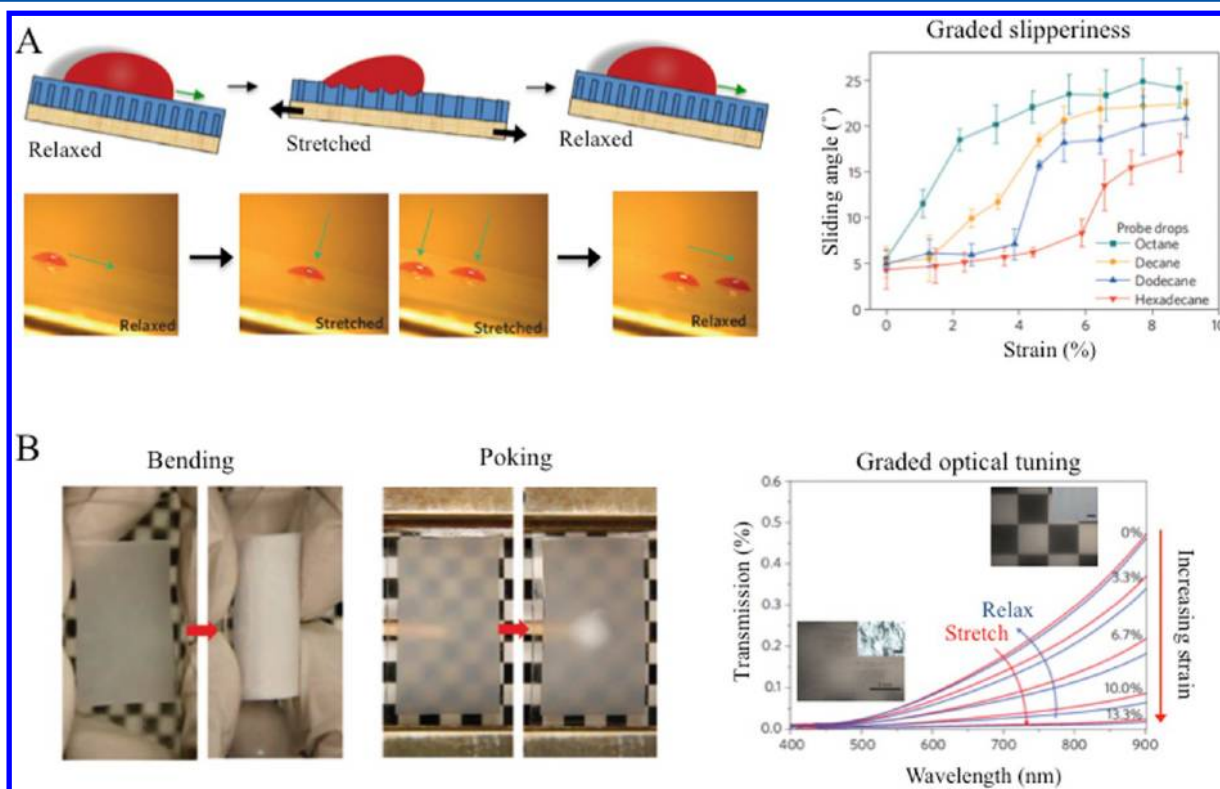 A
Relaxed
Stretched
Relaxed
Relaxed
Stretched
Stretched
Relaxed
Graded slipperiness
Sliding angle (°)
25
20
15
10
5
0
Probe drops
Octane
Decane
Dodecane
Hexadecane
0 2 4 6 8 10
Strain (%)
B
Bending
Poking
Graded optical tuning
Transmission (%)
0.6
0.5
0.4
0.3
0.2
0.1
0.0
0%
3.3%
6.7%
10.0%
13.3%
Relax
Stretch
Increasing strain
400 500 600 700 800 900
Wavelength (nm)